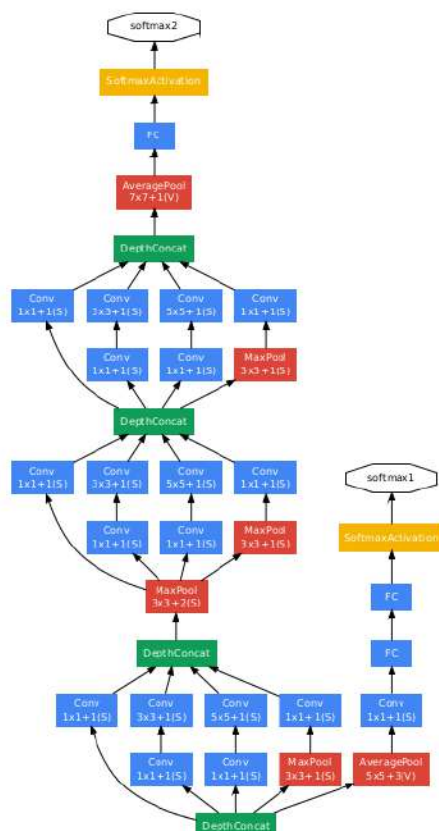 softmax2
SoftmaxActivation
FC
AveragePool
7x7+1(V)
DepthConcat
Conv
1x1+1(S)
Conv
3x3+1(S)
Conv
5x5+1(S)
Conv
1x1+1(S)
Conv
1x1+1(S)
Conv
1x1+1(S)
MaxPool
3x3+1(S)
DepthConcat
Conv
1x1+1(S)
Conv
3x3+1(S)
Conv
5x5+1(S)
Conv
1x1+1(S)
softmax1
Conv
1x1+1(S)
Conv
1x1+1(S)
MaxPool
3x3+1(S)
SoftmaxActivation
MaxPool
3x3+2(S)
FC
DepthConcat
FC
Conv
1x1+1(S)
Conv
3x3+1(S)
Conv
5x5+1(S)
Conv
1x1+1(S)
Conv
1x1+1(S)
Conv
1x1+1(S)
Conv
1x1+1(S)
MaxPool
3x3+1(S)
AveragePool
5x5+3(V)
DepthConcat